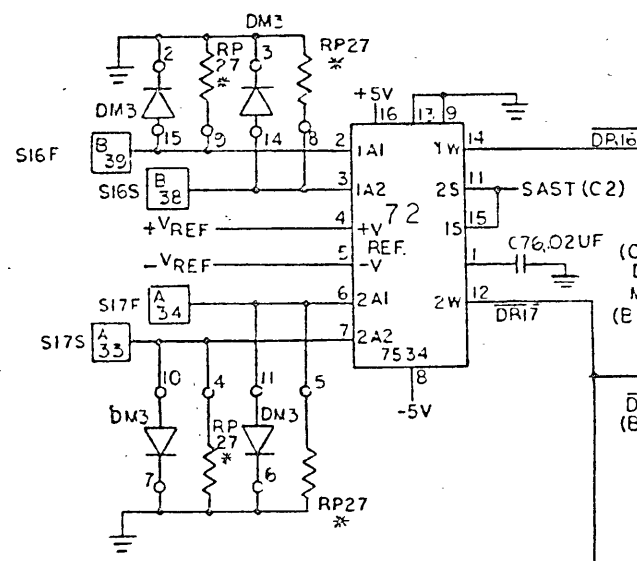 DM3
2
RP
27
*
3
RP27
*
DM3
15
9
14
8
+5V
16
13
9
S16F
B
39
2
1A1
1W
14
DR16
S16S
B
38
3
1A2
2S
11
SAST (C2)
72
+VREF
4
+V
1S
15
REF.
-VREF
5
-V
1
C76,.02UF
S17F
A
34
6
2A1
2W
12
DR17
S17S
A
33
7
2A2
7534
8
-5V
10
4
11
5
DM3
RP
27
*
DM3
7
6
RP27
*
(B
(B